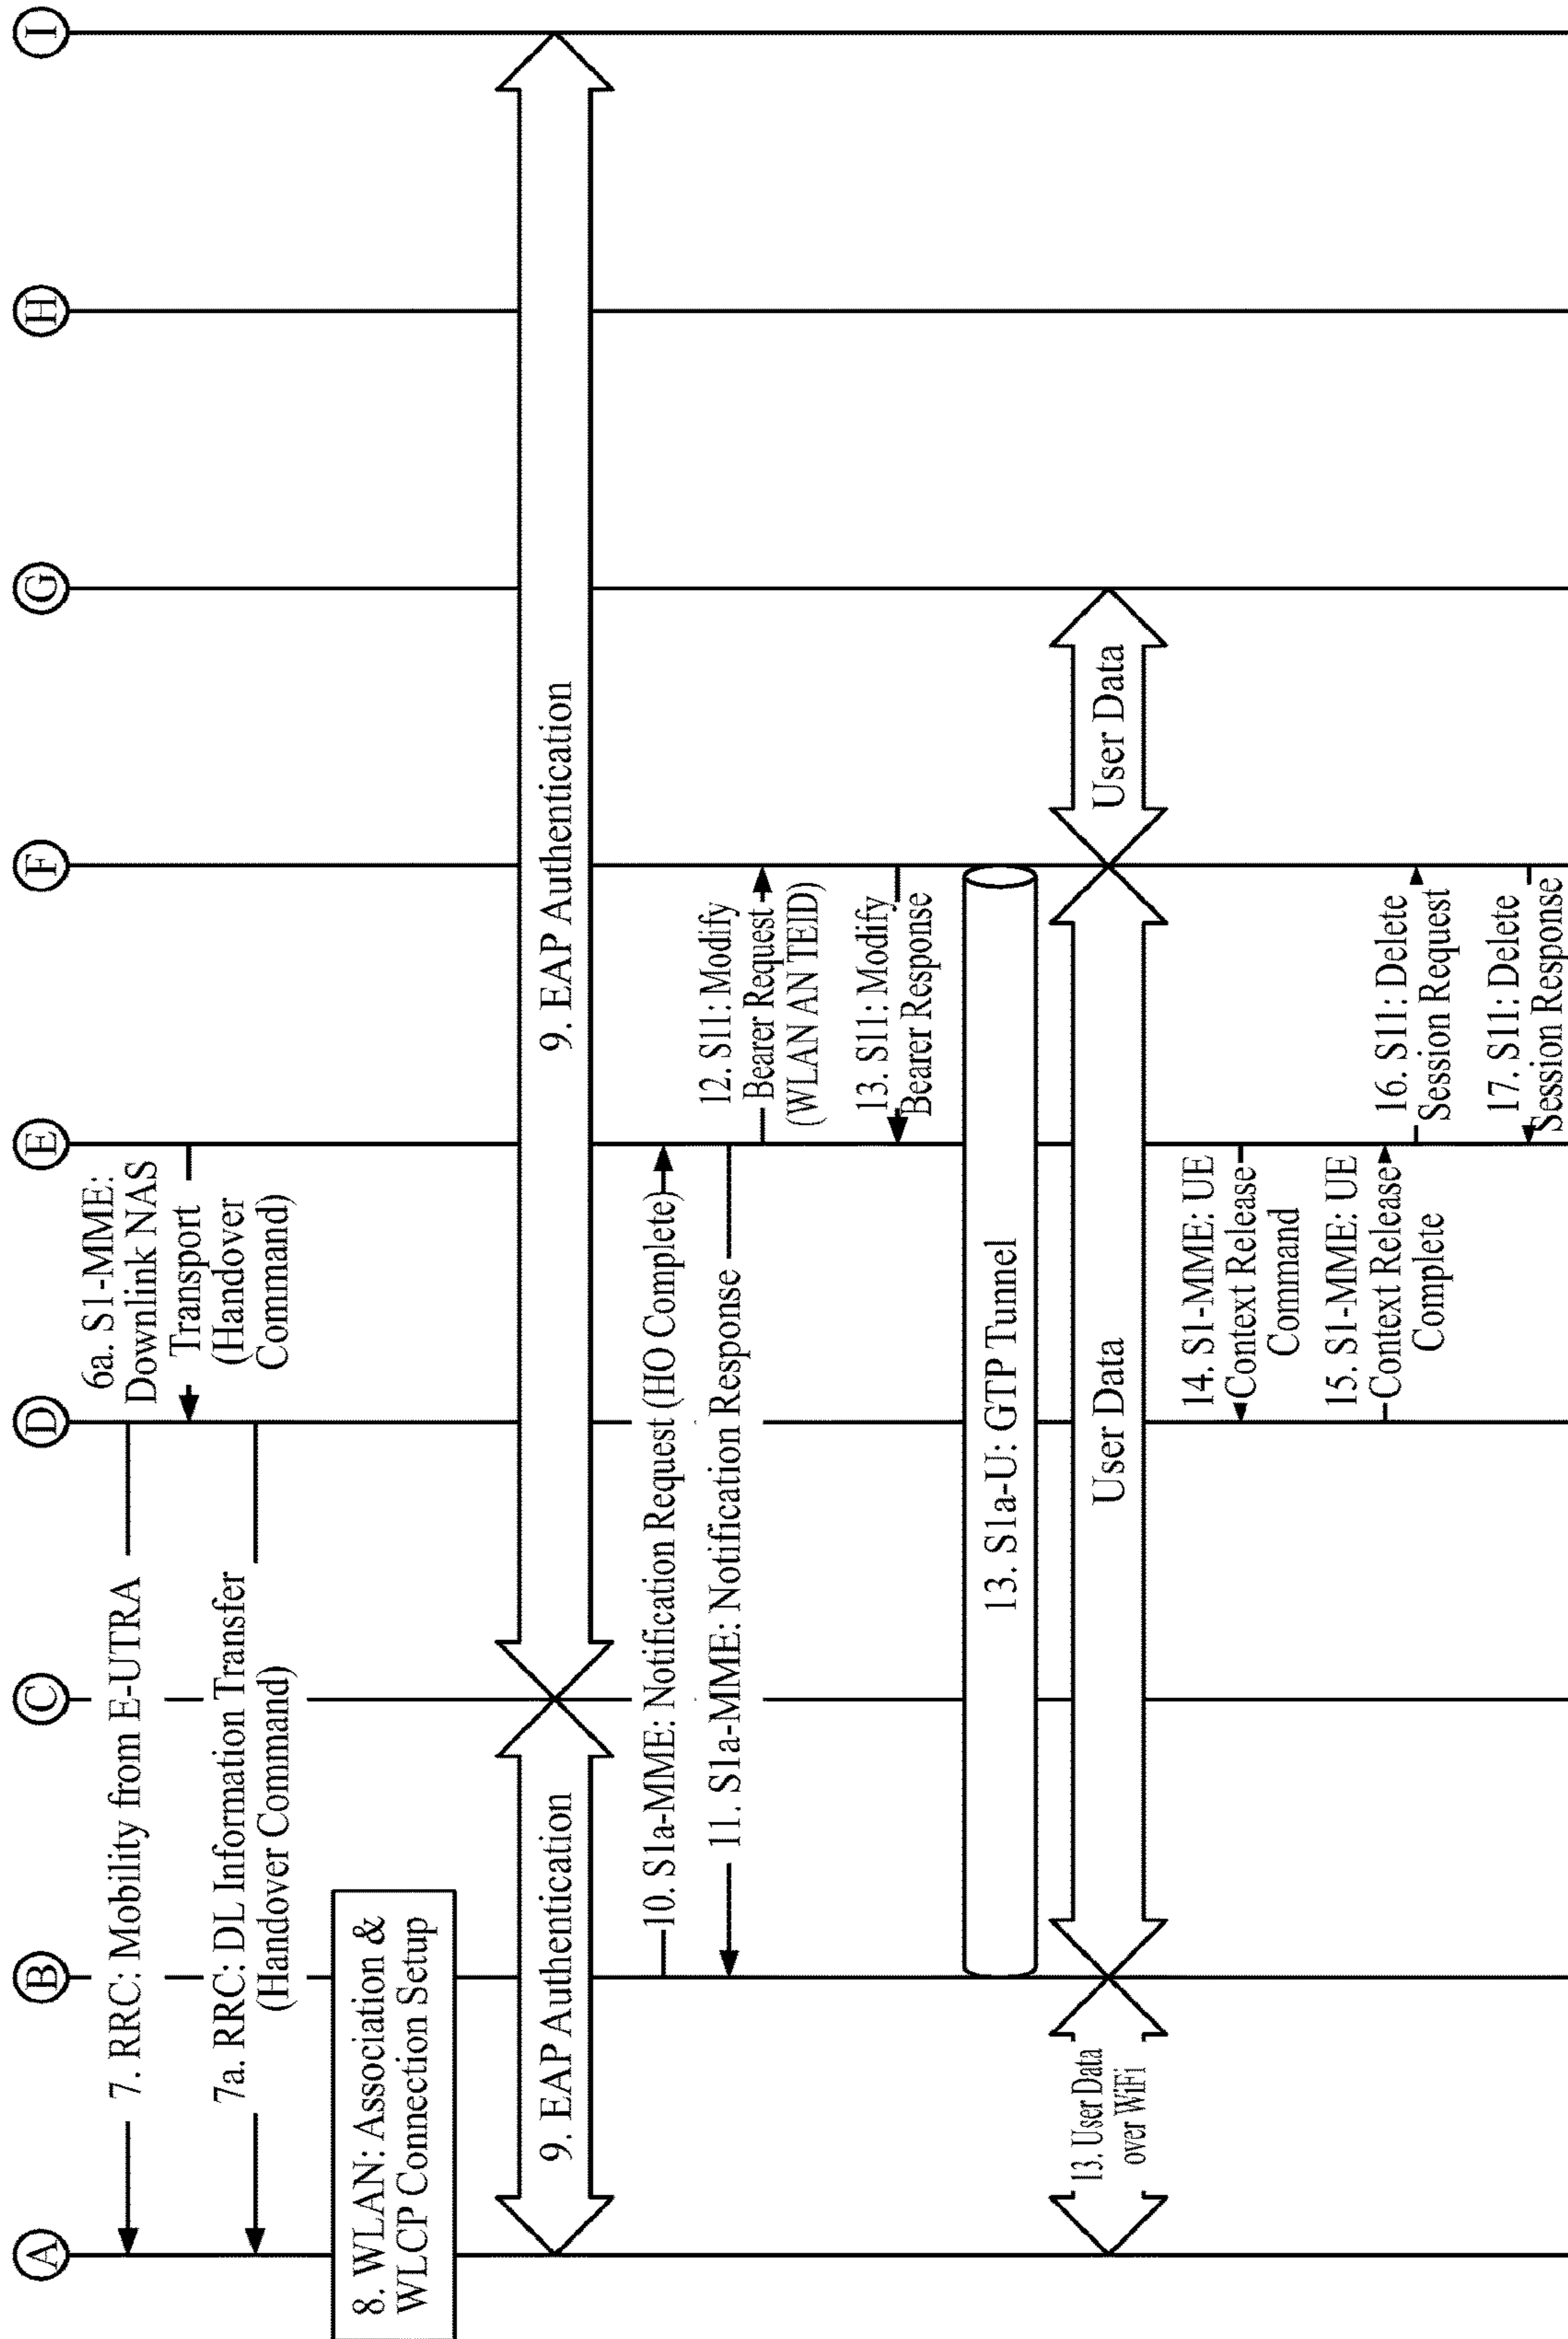 A
B
C
D
E
F
G
H
I
6a. S1-MME:
Downlink NAS
Transport
(Handover
Command)
7. RRC: Mobility from E-UTRA
7a. RRC: DL Information Transfer
(Handover Command)
8. WLAN: Association &
WLCP Connection Setup
9. EAP Authentication
9. EAP Authentication
10. S1a-MME: Notification Request (HO Complete)
11. S1a-MME: Notification Response
12. S11: Modify
Bearer Request
(WLAN AN TEID)
13. S11: Modify
Bearer Response
13. S1a-U: GTP Tunnel
13. User Data
over WiFi
User Data
User Data
14. S1-MME: UE
Context Release
Command
15. S1-MME: UE
Context Release
Complete
16. S11: Delete
Session Request
17. S11: Delete
Session Response